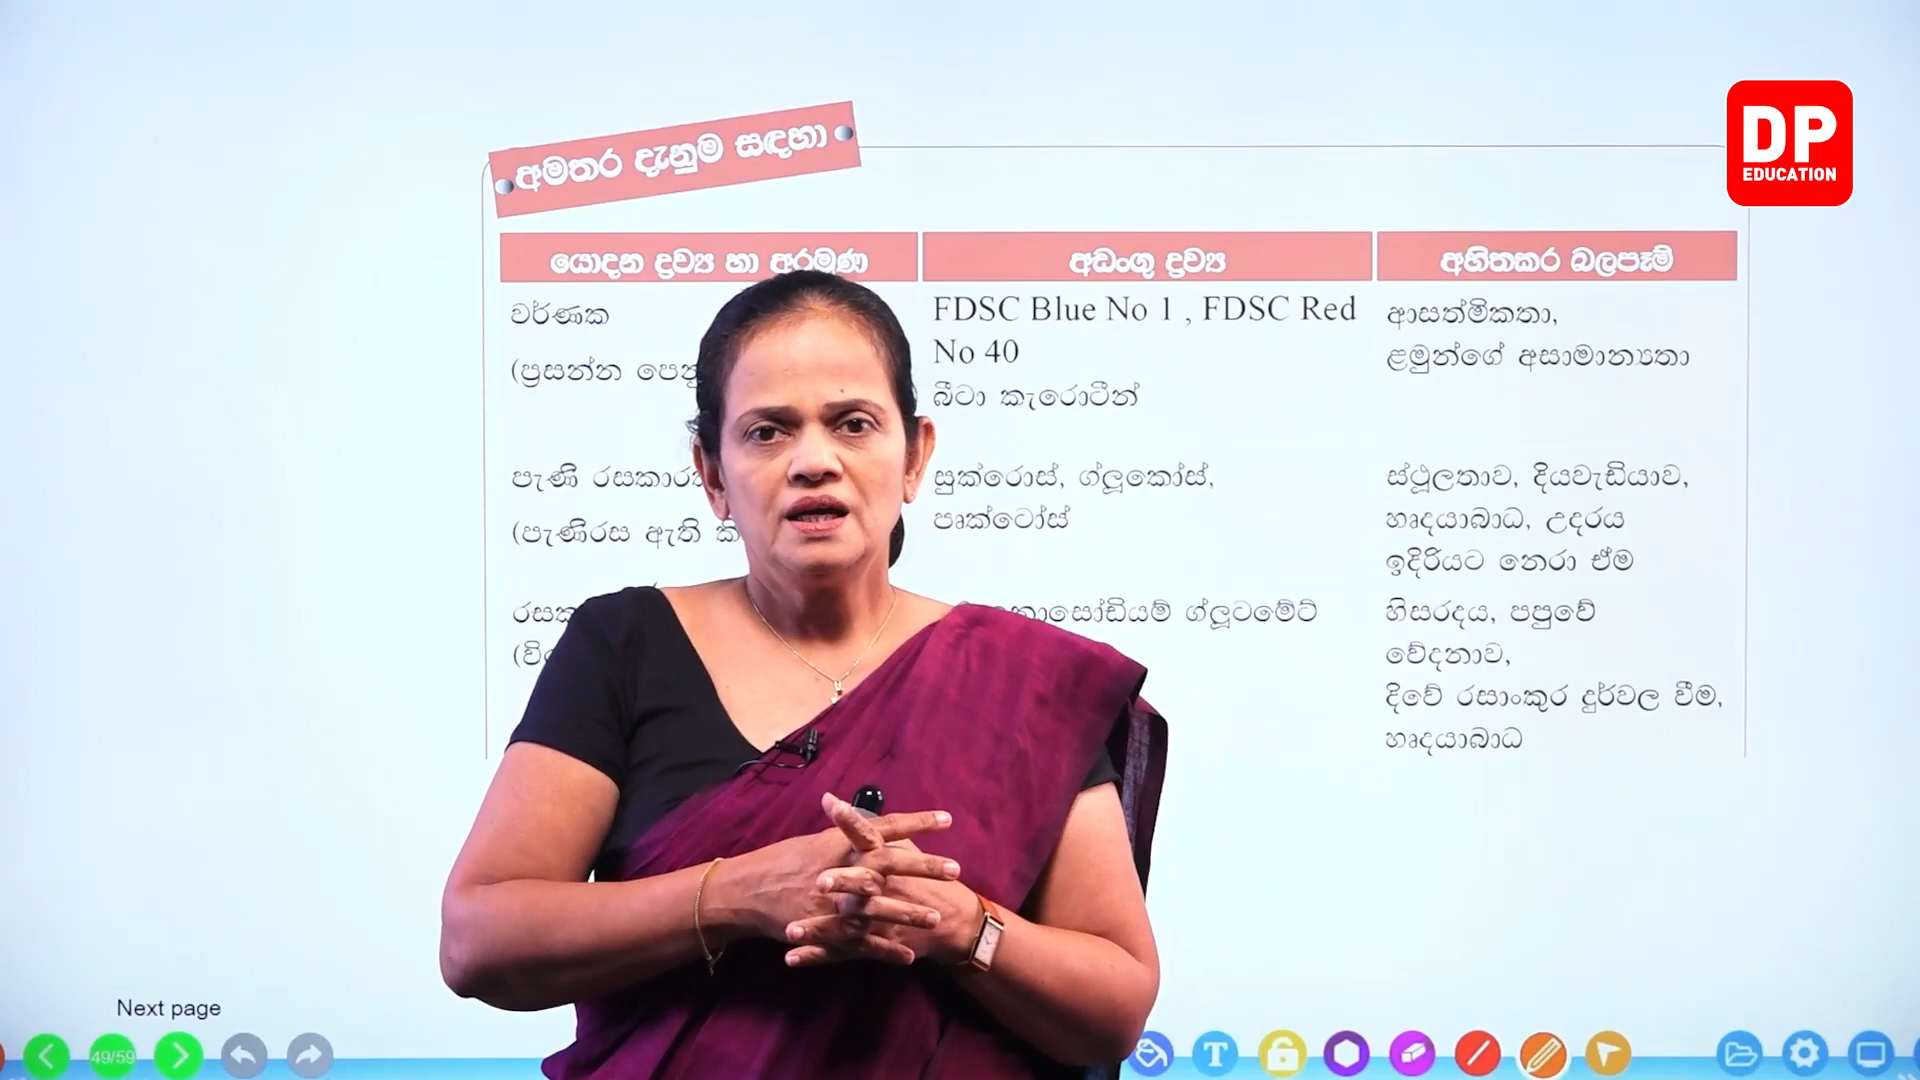 DP
EDUCATION
අමතර දැනුම සඳහා
යොදන ද්‍රව්‍ය හා අරමුණ
අඩංගු ද්‍රව්‍ය
අහිතකර බලපෑම්
වර්ණක
(ප්‍රසන්න
FDSC Blue No 1 , FDSC Red
No 40
බීටා කැරොටීන්
ආසත්මිකතා,
ළමුන්ගේ අසාමාන්‍යතා
පැණි
(පැණිරස ඇති
සුක්රොස්, ග්ලූකෝස්,
පෘක්ටෝස්
ස්ථූලතාව, දියවැඩියාව,
හෘදයාබාධ, උදරය
ඉදිරියට නෙරා ඒම
ග්ලූටමේට්
හිසරදය, පපුවේ
වේදනාව,
දිවේ රසාංකුර දුර්වල වීම,
හෘදයාබාධ
Next page
49/59